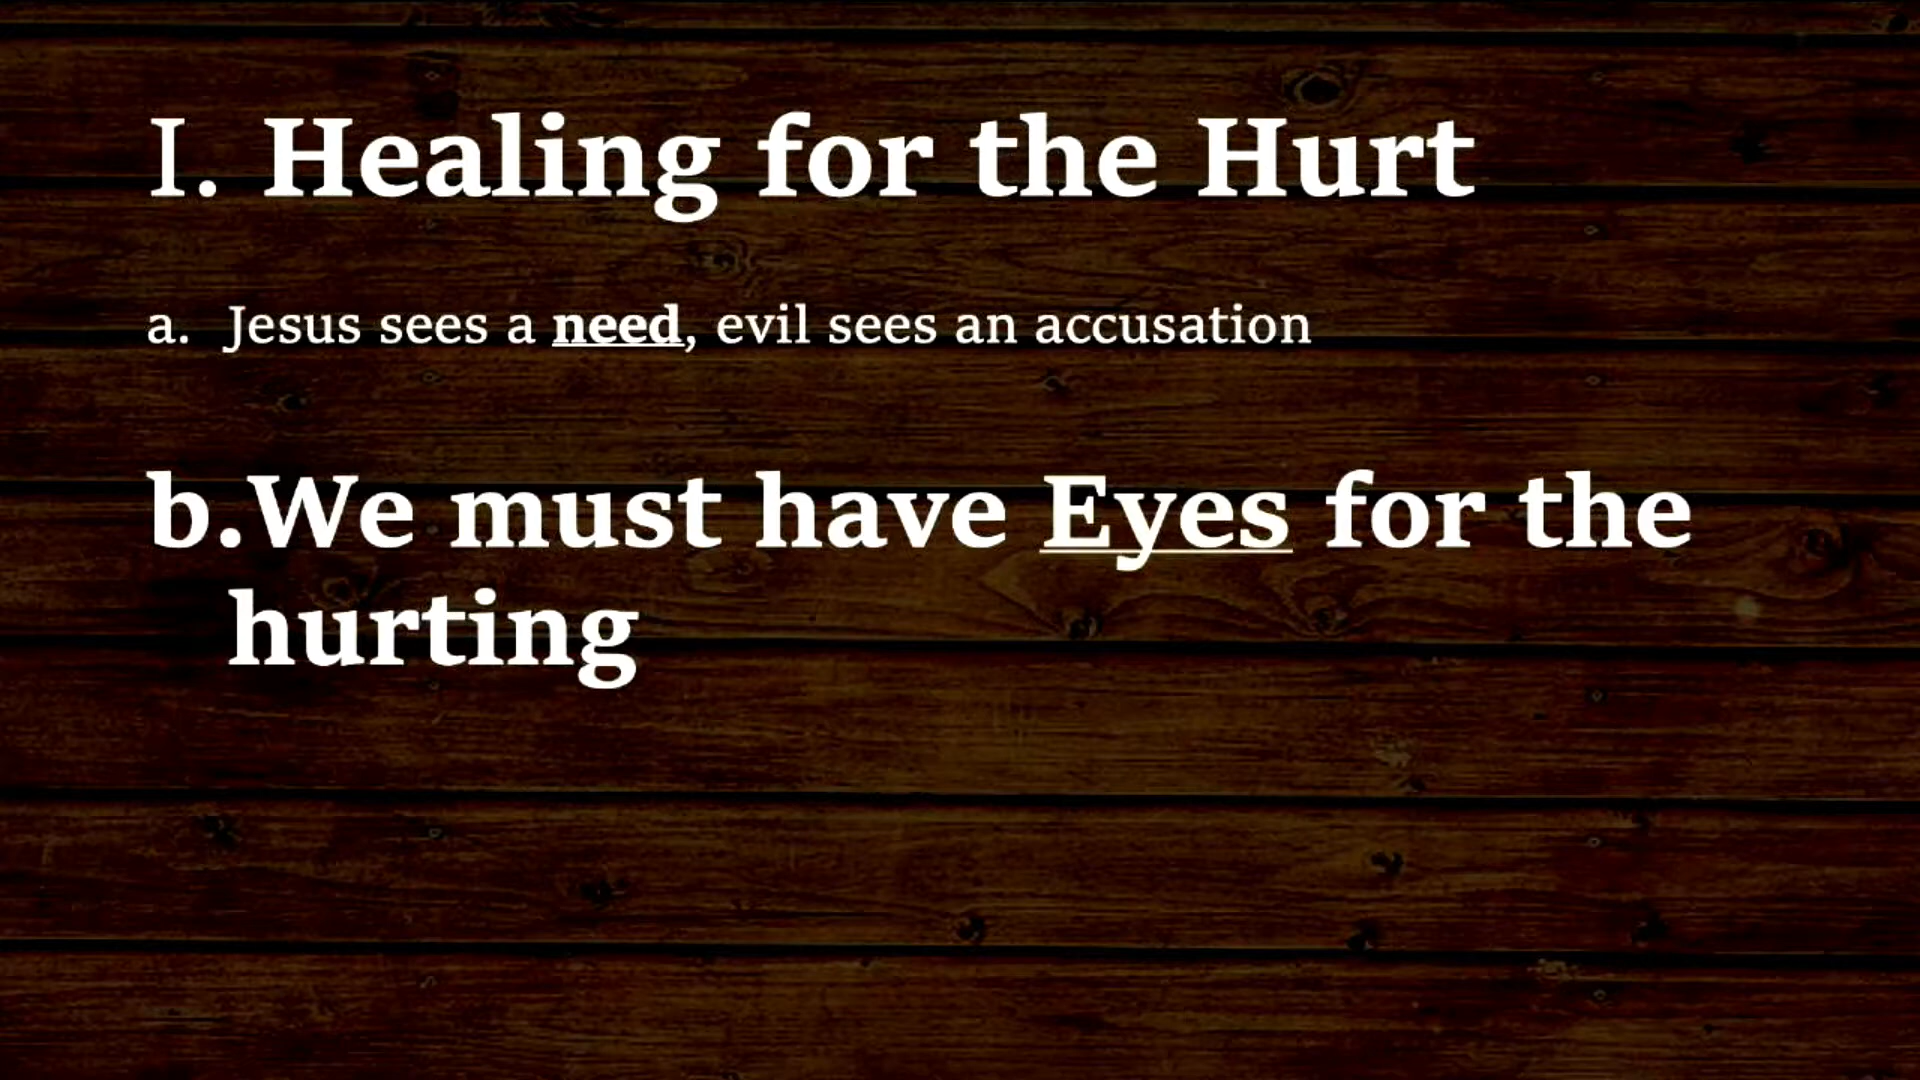 I. Healing for the Hurt
a. Jesus sees a need, evil sees an accusation
b.We must have Eyes for the
hurting